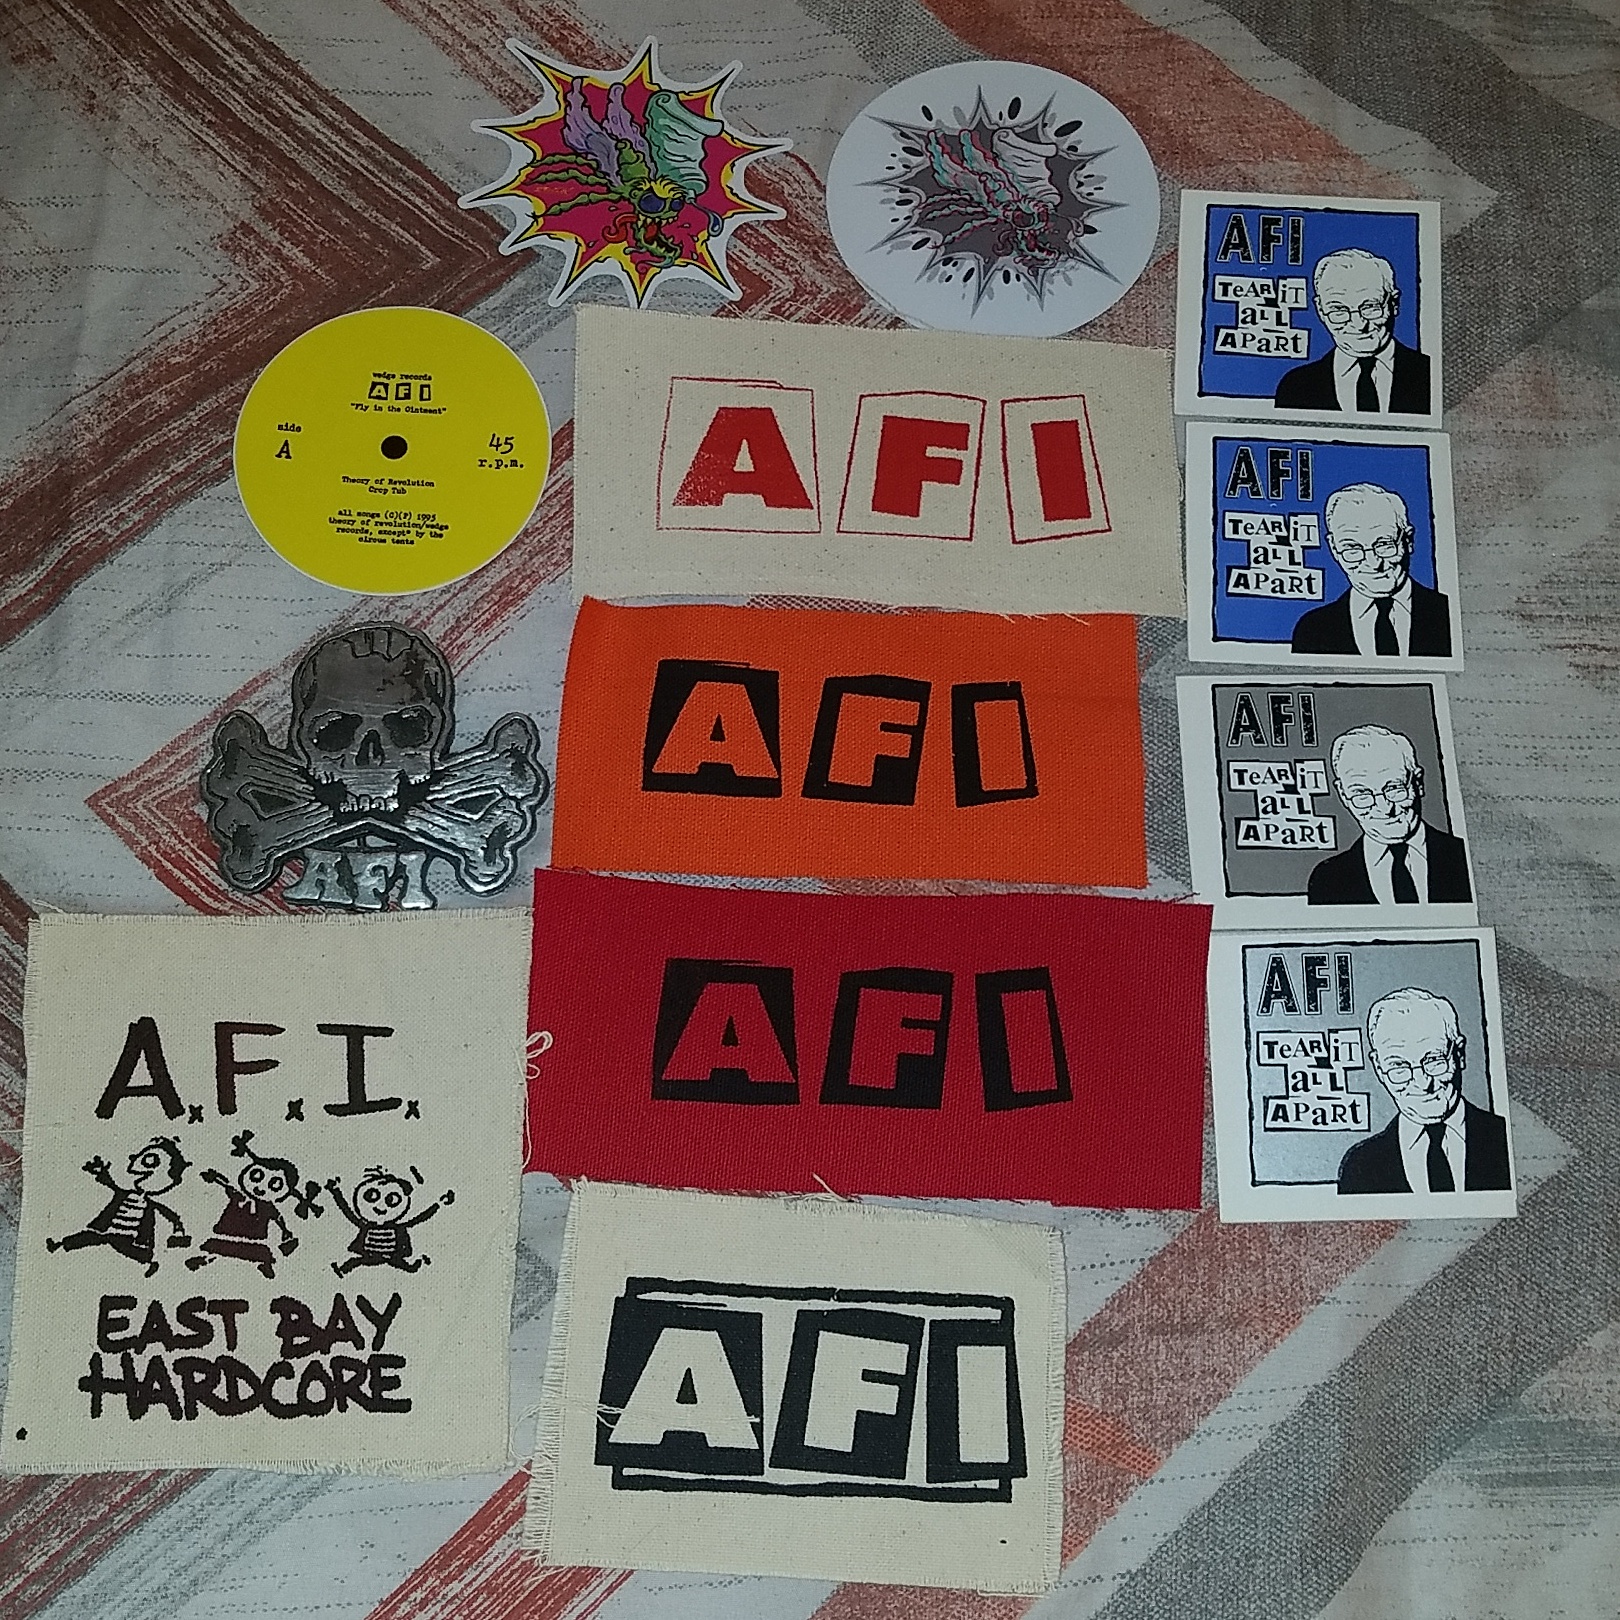 wedge records
AFI
"Fly in the Ointment"
side
A
45
r.p.m.
Theory of Revolution
Crop Tub
all songs (C)(P) 1995
theory of revolution/wedge
records, except* by the
circus tents
AFI
AFI
TeAR iT
aLL
APaRt
AFI
TeAR iT
aLL
APaRt
AFI
AFI
TeAR iT
aLL
APaRt
AFI
AFI
AFI
TeAR iT
aLL
APaRt
A.F.I.
EAST BAY
HARDCORE
AFI